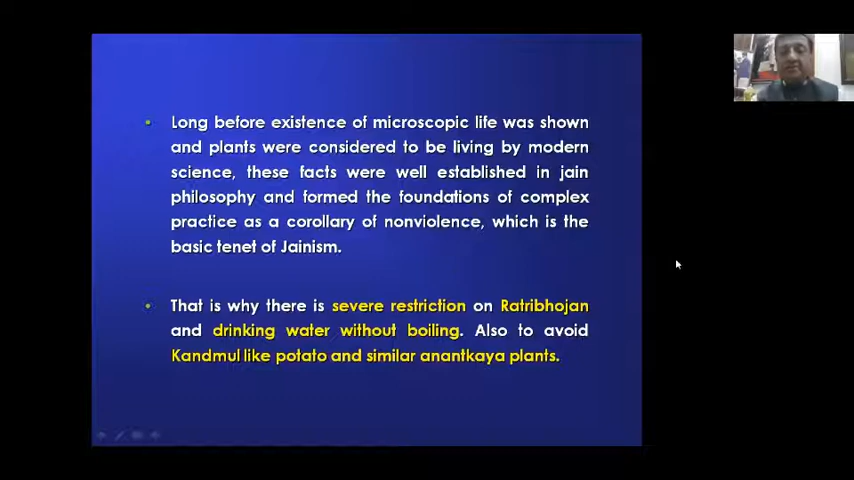 Long before existence of microscopic life was shown
and plants were considered to be living by modern
science, these facts were well established in jain
philosophy and formed the foundations of complex
practice as a corollary of nonviolence, which is the
basic tenet of Jainism.
That is why there is severe restriction on Ratribhojan
and drinking water without boiling. Also to avoid
Kandmul like potato and similar anantkaya plants.